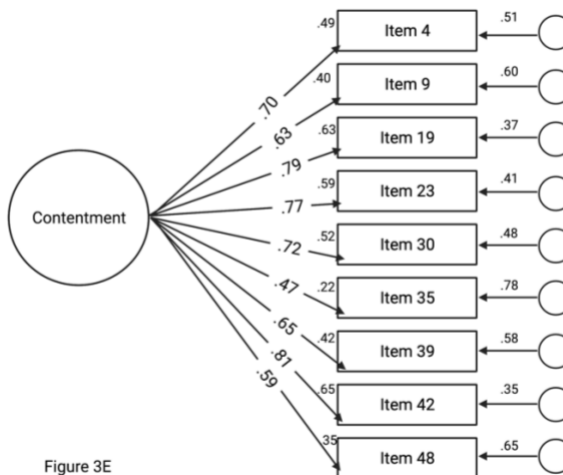 .49 Item 4 .51
.70
.40 Item 9 .60
.63
.63 Item 19 .37
.79
.59 Item 23 .41
.77
Contentment
.52 Item 30 .48
.72
.22 Item 35 .78
.47
.42 Item 39 .58
.65
.65 Item 42 .35
.81
.35 Item 48 .65
.59
Figure 3E